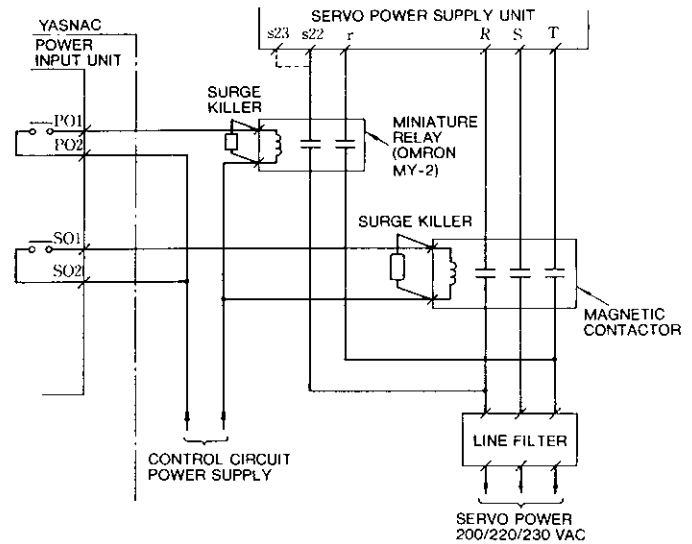 SERVO POWER SUPPLY UNIT
s23 s22 r R S T
YASNAC
POWER
INPUT UNIT
PO1
PO2
SURGE
KILLER
MINIATURE
RELAY
(OMRON
MY-2)
SO1
SO2
SURGE KILLER
MAGNETIC
CONTACTOR
LINE FILTER
CONTROL CIRCUIT
POWER SUPPLY
SERVO POWER
200/220/230 VAC